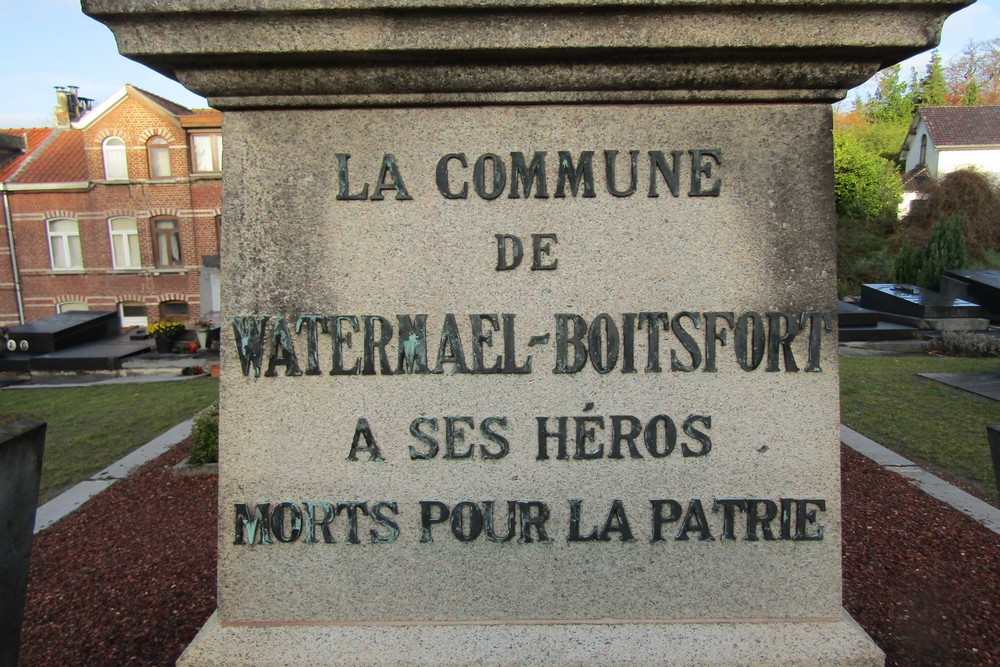 LA COMMUNE
DE
WATERMAEL-BOITSFORT
A SES HÉROS
MORTS POUR LA PATRIE